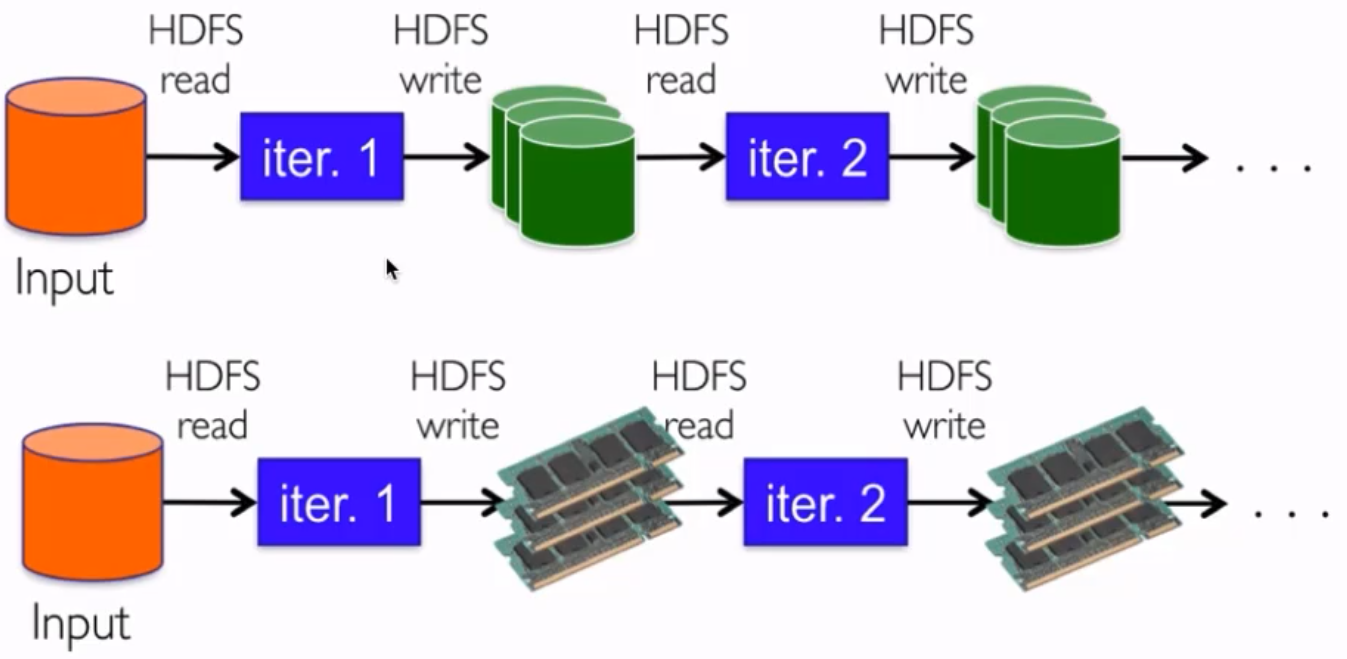 HDFS read
HDFS write
HDFS read
HDFS write
iter. 1
iter. 2
. . .
Input
HDFS read
HDFS write
HDFS read
HDFS write
iter. 1
iter. 2
. . .
Input